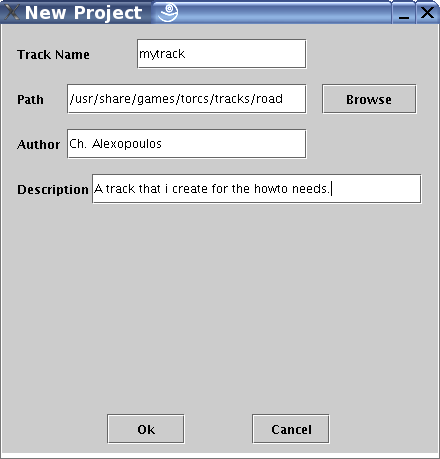 New Project
Track Name mytrack
Path /usr/share/games/torcs/tracks/road Browse
Author Ch. Alexopoulos
Description A track that i create for the howto needs.
Ok Cancel